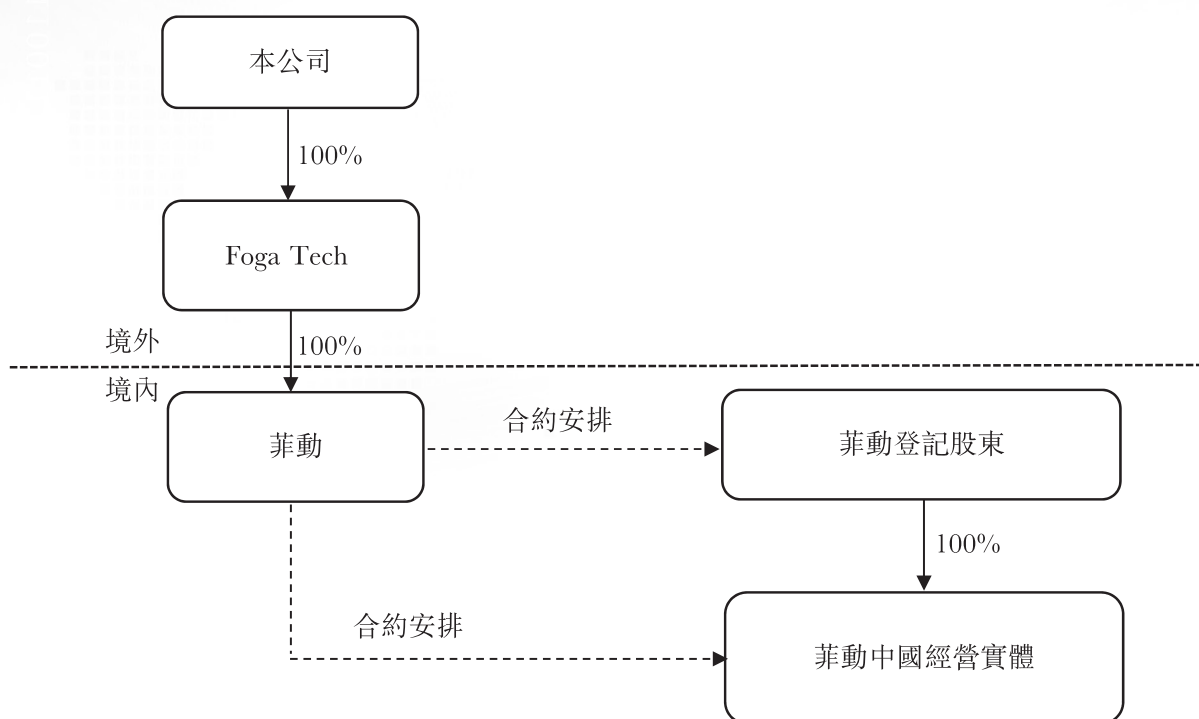 本公司
100%
Foga Tech
境外
100%
境內
菲動
合約安排
菲動登記股東
100%
合約安排
菲動中國經營實體